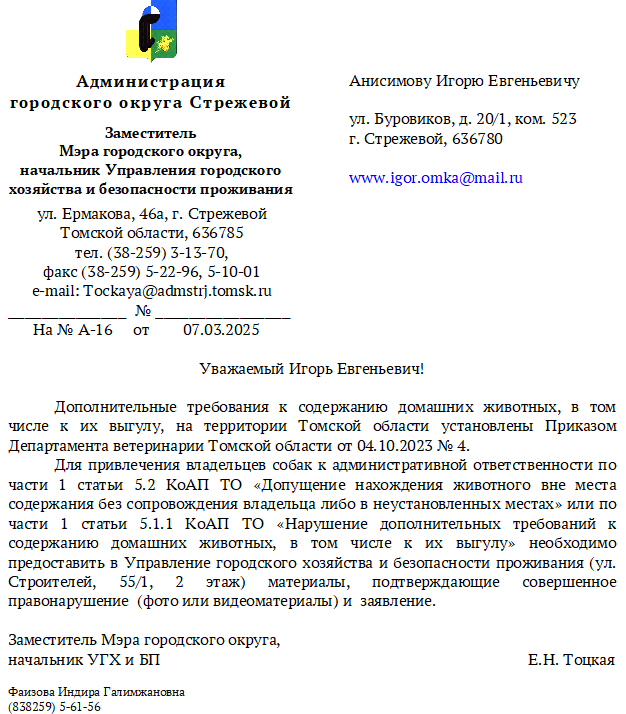 Администрация
городского округа Стрежевой
Заместитель
Мэра городского округа,
начальник Управления городского
хозяйства и безопасности проживания
ул. Ермакова, 46а, г. Стрежевой
Томской области, 636785
тел. (38-259) 3-13-70,
факс (38-259) 5-22-96, 5-10-01
e-mail: Tockaya@admstrj.tomsk.ru
_______________ № _________________
На № А-16 от 07.03.2025
Анисимову Игорю Евгеньевичу
ул. Буровиков, д. 20/1, ком. 523
г. Стрежевой, 636780
www.igor.omka@mail.ru
Уважаемый Игорь Евгеньевич!
Дополнительные требования к содержанию домашних животных, в том
числе к их выгулу, на территории Томской области установлены Приказом
Департамента ветеринарии Томской области от 04.10.2023 № 4.
Для привлечения владельцев собак к административной ответственности по
части 1 статьи 5.2 КоАП ТО «Допущение нахождения животного вне места
содержания без сопровождения владельца либо в неустановленных местах» или по
части 1 статьи 5.1.1 КоАП ТО «Нарушение дополнительных требований к
содержанию домашних животных, в том числе к их выгулу» необходимо
предоставить в Управление городского хозяйства и безопасности проживания (ул.
Строителей, 55/1, 2 этаж) материалы, подтверждающие совершенное
правонарушение (фото или видеоматериалы) и заявление.
Заместитель Мэра городского округа,
начальник УГХ и БП Е.Н. Тоцкая
Фаизова Индира Галимжановна
(838259) 5-61-56